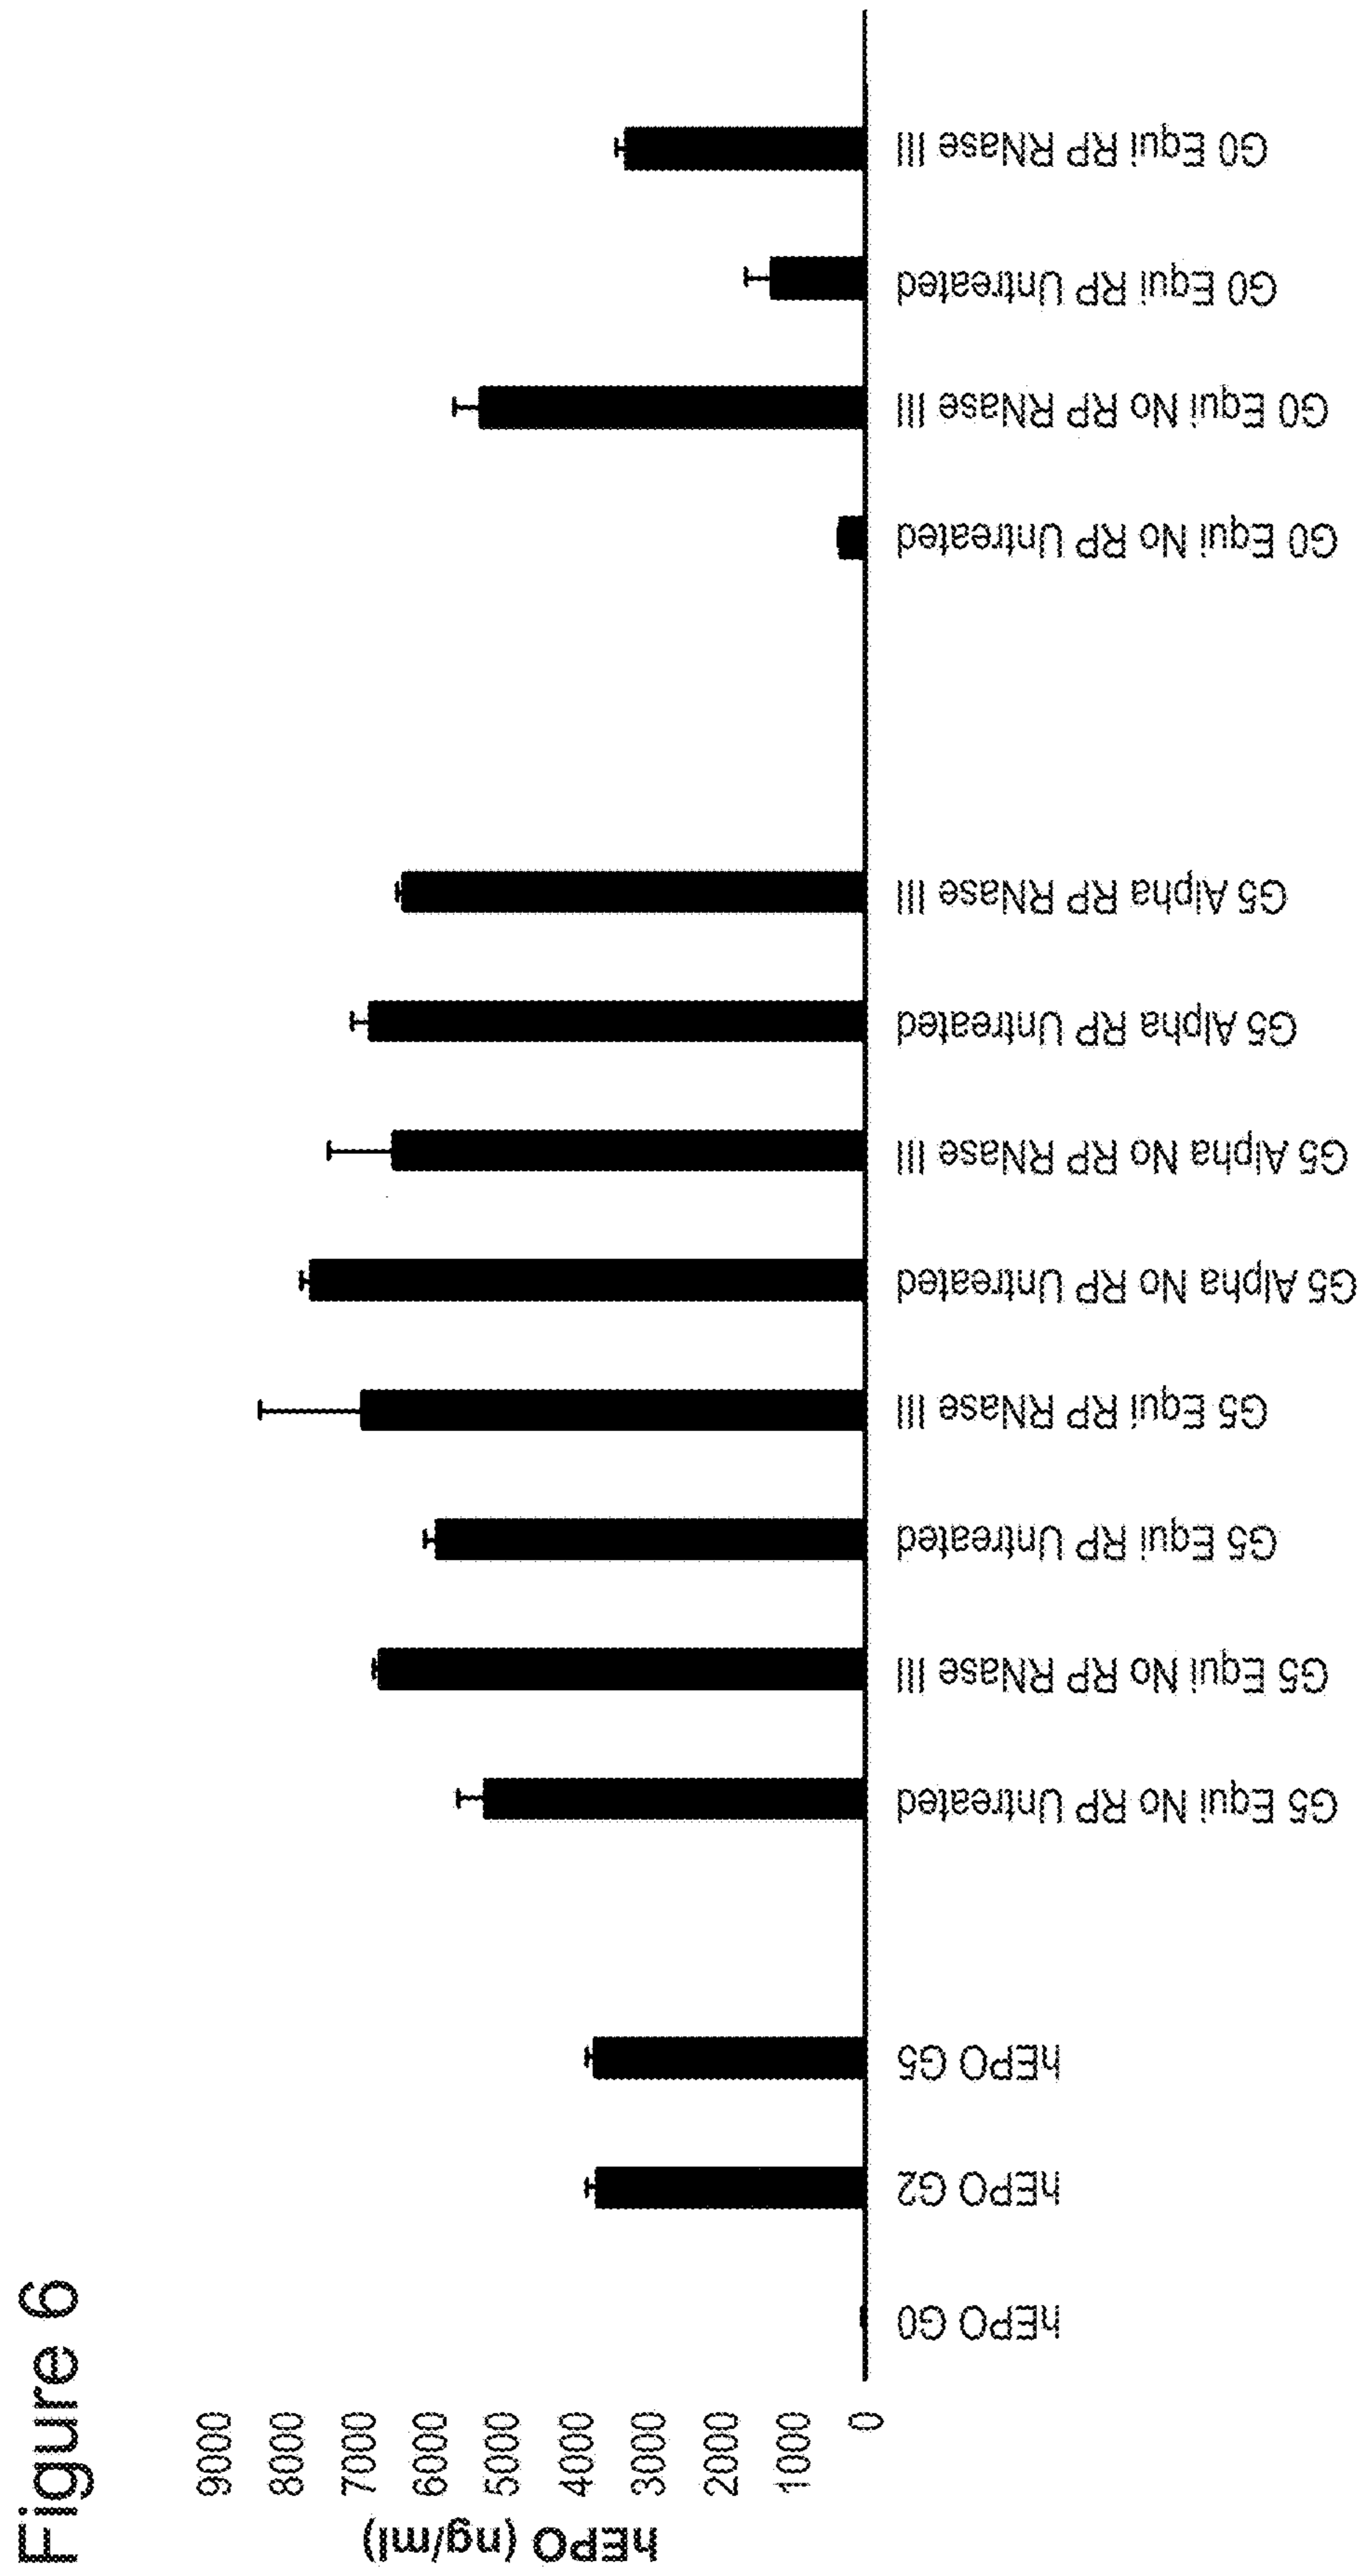 Figure 6
hEPO (ng/ml)
9000
8000
7000
6000
5000
4000
3000
2000
1000
0
hEPO G0
hEPO G2
hEPO G5
G5 Equi No RP Untreated
G5 Equi No RP RNase III
G5 Equi RP Untreated
G5 Equi RP RNase III
G5 Alpha No RP Untreated
G5 Alpha No RP RNase III
G5 Alpha RP Untreated
G5 Alpha RP RNase III
G0 Equi No RP Untreated
G0 Equi No RP RNase III
G0 Equi RP Untreated
G0 Equi RP RNase III